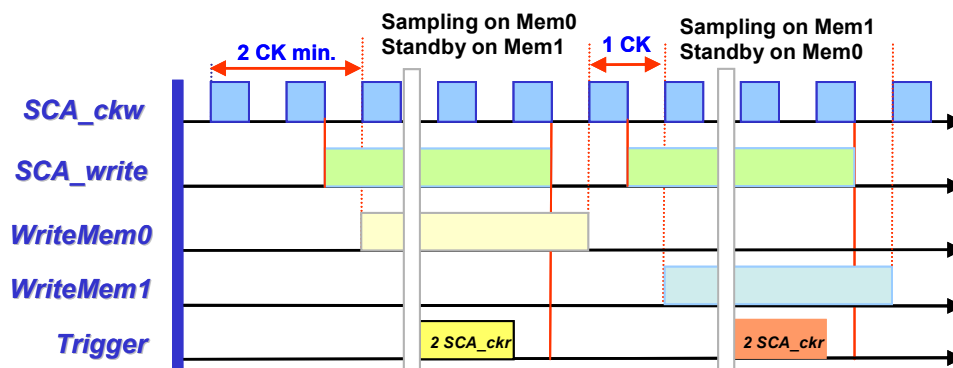 Sampling on Mem0
Standby on Mem1
Sampling on Mem1
Standby on Mem0
2 CK min.
1 CK
SCA_ckw
SCA_write
WriteMem0
WriteMem1
Trigger
2 SCA_ckr
2 SCA_ckr